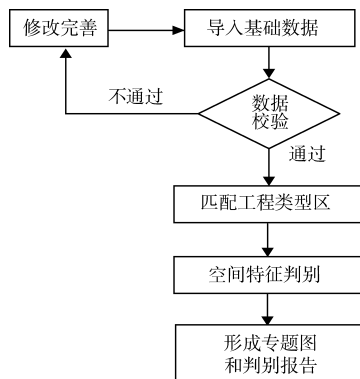 修改完善
导入基础数据
数据
校验
不通过
通过
匹配工程类型区
空间特征判别
形成专题图
和判别报告